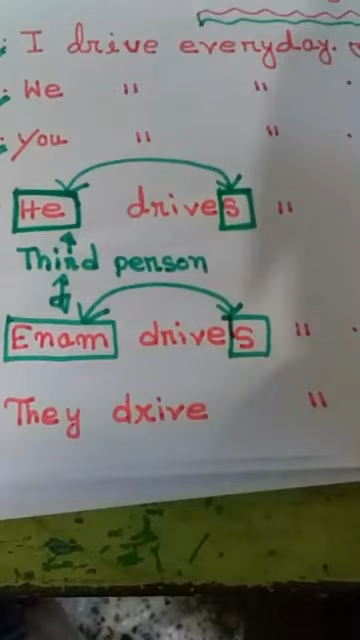 I drive everyday.
We " "
You " "
He drives "
Third person
Enam drives "
They drive "